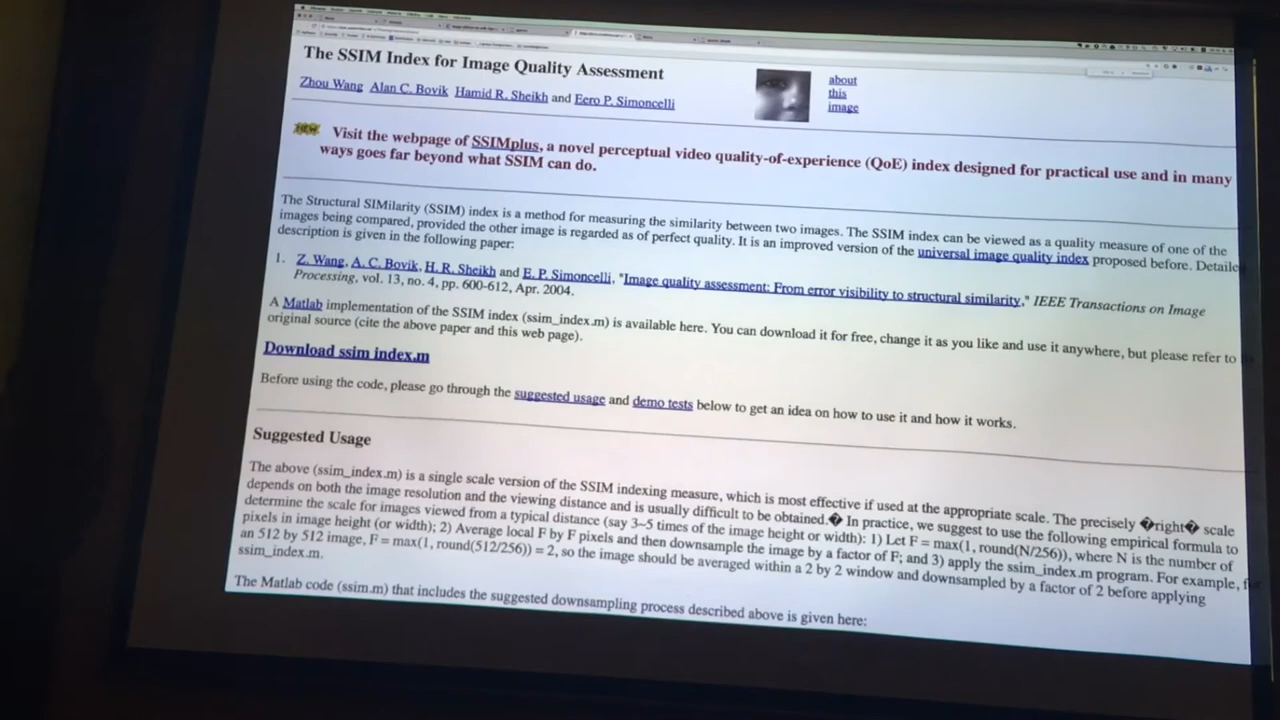 The SSIM Index for Image Quality Assessment
Zhou Wang Alan C. Bovik Hamid R. Sheikh and Eero P. Simoncelli
about
this
image
NEW Visit the webpage of SSIMplus, a novel perceptual video quality-of-experience (QoE) index designed for practical use and in many
ways goes far beyond what SSIM can do.
The Structural SIMilarity (SSIM) index is a method for measuring the similarity between two images. The SSIM index can be viewed as a quality measure of one of the
images being compared, provided the other image is regarded as of perfect quality. It is an improved version of the universal image quality index proposed before. Detaile
description is given in the following paper:
1. Z. Wang, A. C. Bovik, H. R. Sheikh and E. P. Simoncelli, "Image quality assessment: From error visibility to structural similarity," IEEE Transactions on Image
Processing, vol. 13, no. 4, pp. 600-612, Apr. 2004.
A Matlab implementation of the SSIM index (ssim_index.m) is available here. You can download it for free, change it as you like and use it anywhere, but please refer to
original source (cite the above paper and this web page).
Download ssim_index.m
Before using the code, please go through the suggested usage and demo tests below to get an idea on how to use it and how it works.
Suggested Usage
The above (ssim_index.m) is a single scale version of the SSIM indexing measure, which is most effective if used at the appropriate scale. The precisely �right� scale
depends on both the image resolution and the viewing distance and is usually difficult to be obtained.� In practice, we suggest to use the following empirical formula to
determine the scale for images viewed from a typical distance (say 3~5 times of the image height or width): 1) Let F = max(1, round(N/256)), where N is the number of
pixels in image height (or width); 2) Average local F by F pixels and then downsample the image by a factor of F; and 3) apply the ssim_index.m program. For example,
an 512 by 512 image, F = max(1, round(512/256)) = 2, so the image should be averaged within a 2 by 2 window and downsampled by a factor of 2 before applying
ssim_index.m.
The Matlab code (ssim.m) that includes the suggested downsampling process described above is given here: